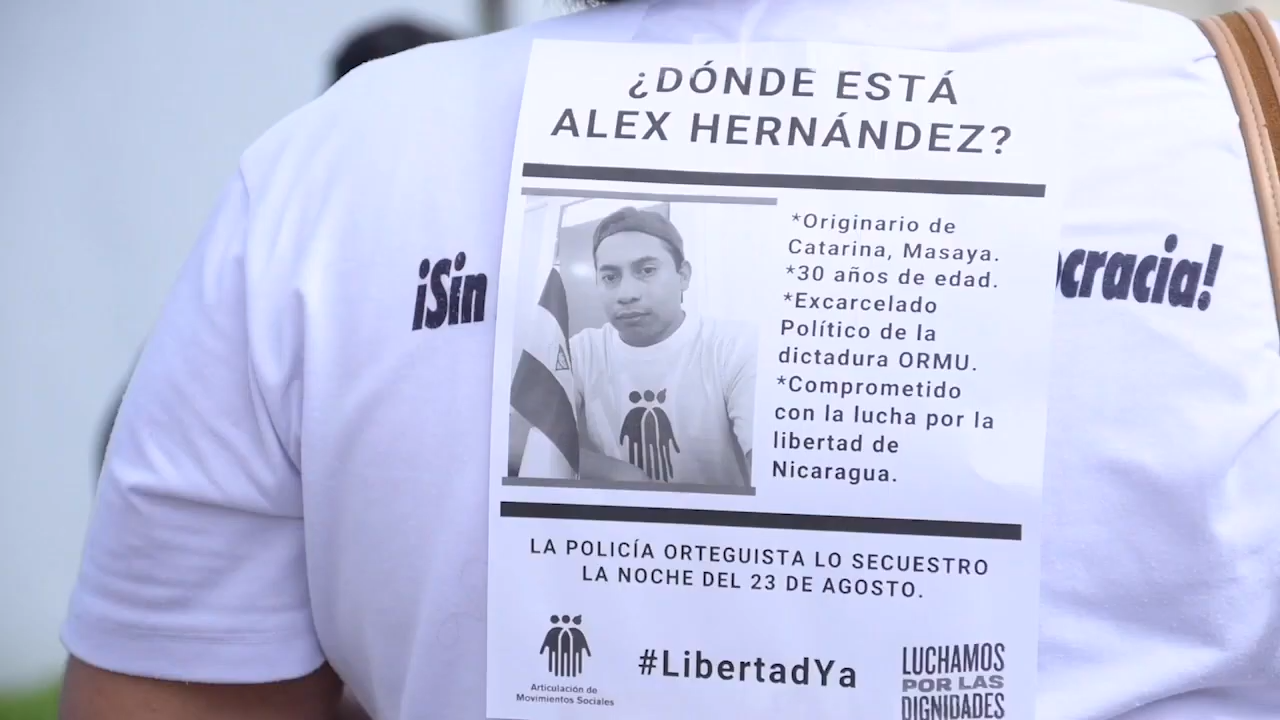 ¿DÓNDE ESTÁ
ALEX HERNÁNDEZ?
¡Sin
ocracia!
*Originario de
Catarina, Masaya.
*30 años de edad.
*Excarcelado
Político de la
dictadura ORMU.
*Comprometido
con la lucha por la
libertad de
Nicaragua.
LA POLICÍA ORTEGUISTA LO SECUESTRO
LA NOCHE DEL 23 DE AGOSTO.
Articulación de
Movimientos Sociales
#LibertadYa
LUCHAMOS
POR LAS
DIGNIDADES